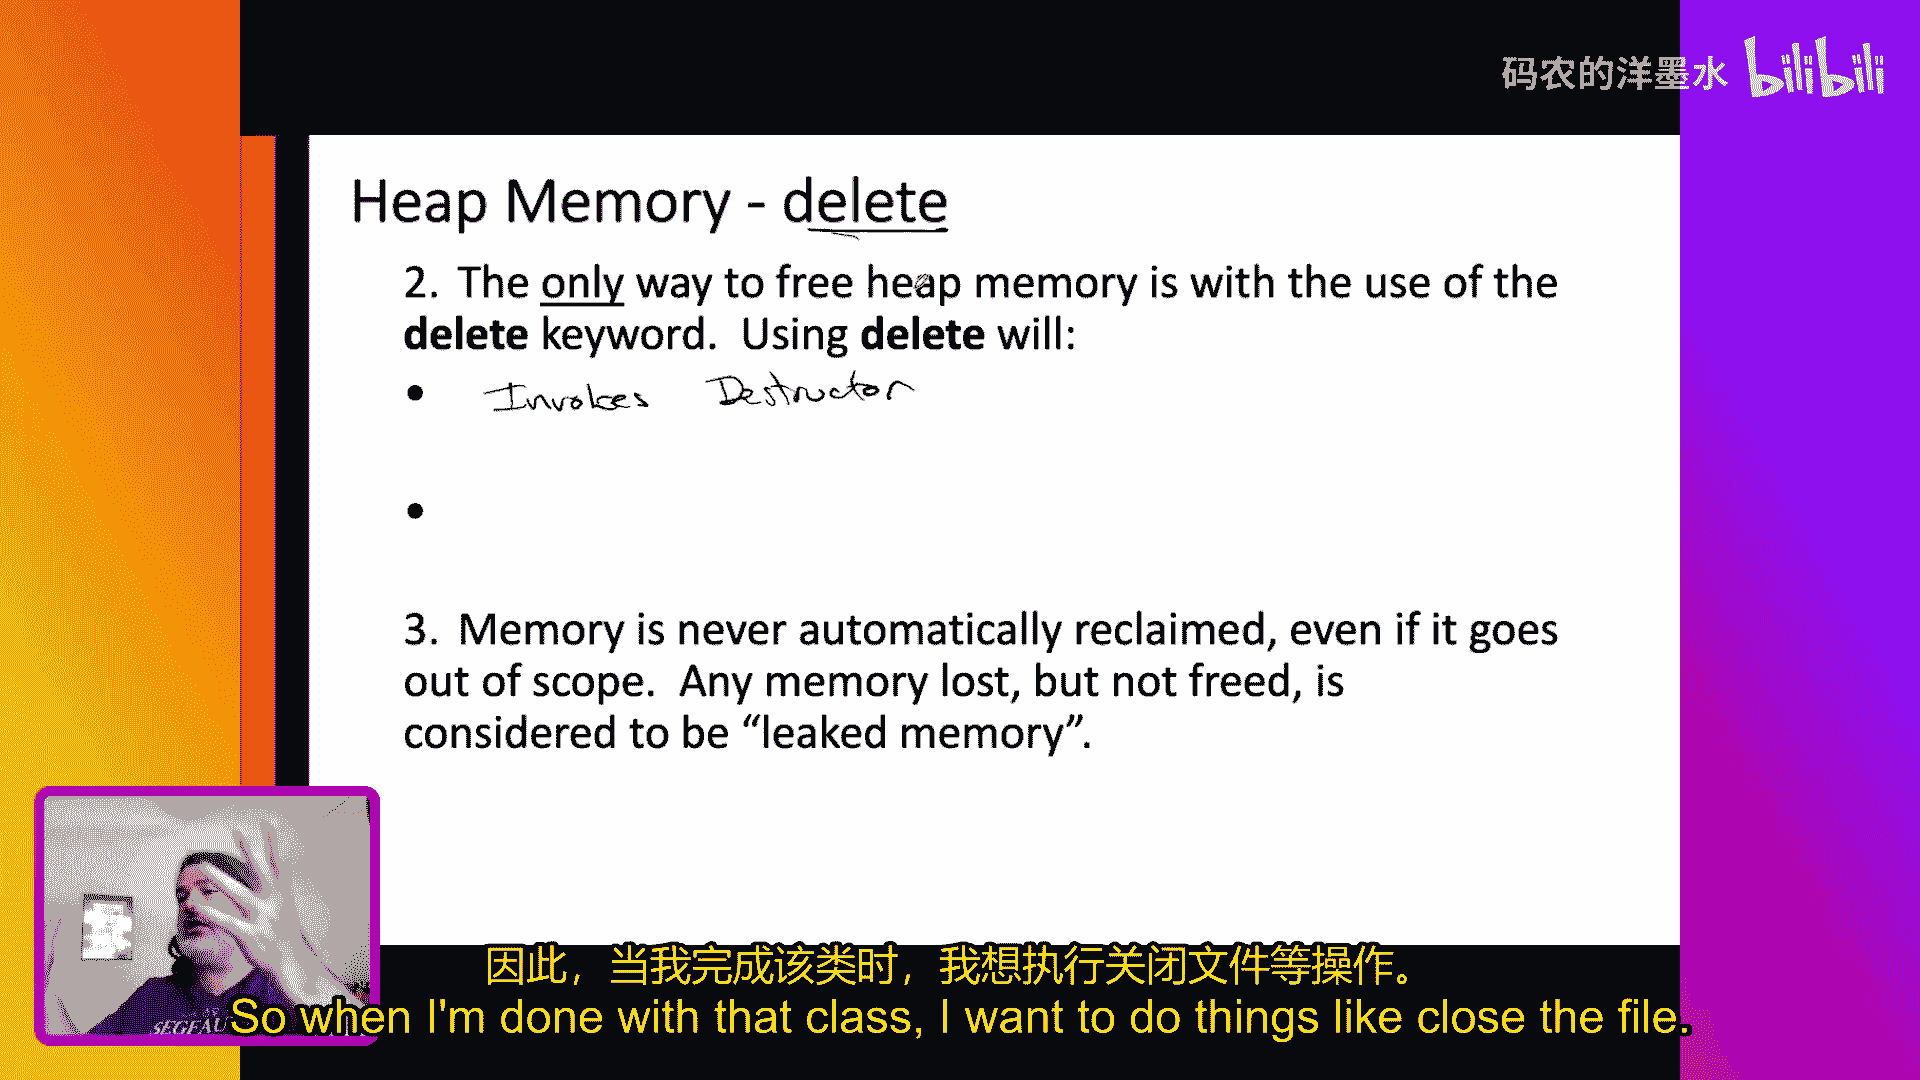 码农的洋墨水 bilibili
Heap Memory - delete
2. The only way to free heap memory is with the use of the
delete keyword. Using delete will:
• Invokes Destructor
•
3. Memory is never automatically reclaimed, even if it goes
out of scope. Any memory lost, but not freed, is
considered to be “leaked memory”.
因此，当我完成该类时，我想执行关闭文件等操作。
So when I'm done with that class, I want to do things like close the file.